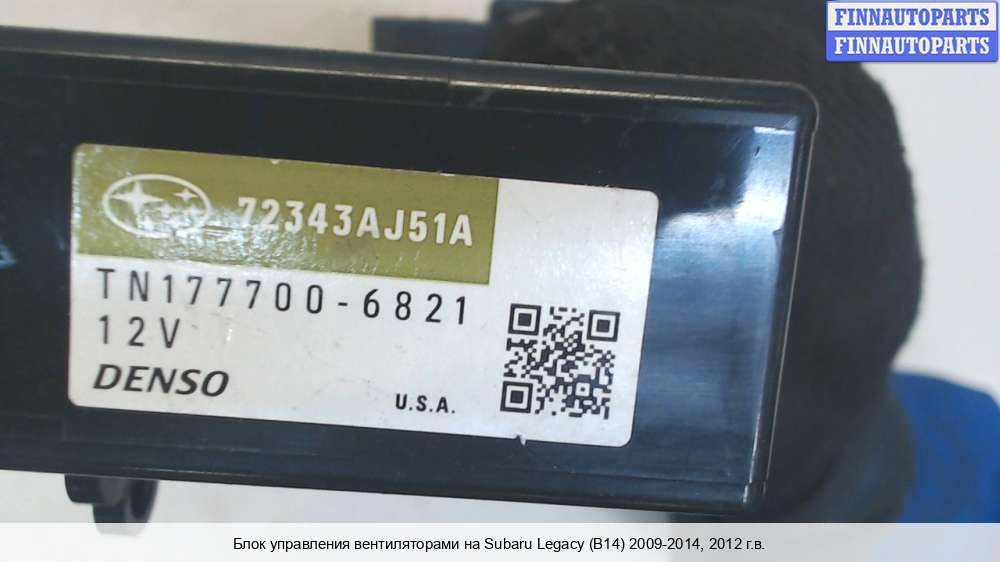 FINNAUTOPARTS
FINNAUTOPARTS
72343AJ51A
TN177700-6821
12V
DENSO
U.S.A.
Блок управления вентиляторами на Subaru Legacy (B14) 2009-2014, 2012 г.в.